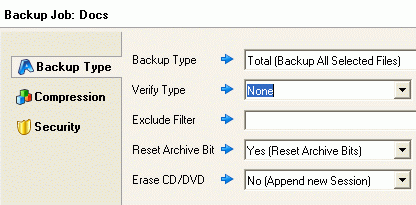 Backup Job: Docs
Backup Type
Compression
Security
Backup Type Total (Backup All Selected Files)
Verify Type None
Exclude Filter
Reset Archive Bit Yes (Reset Archive Bits)
Erase CD/DVD No (Append new Session)